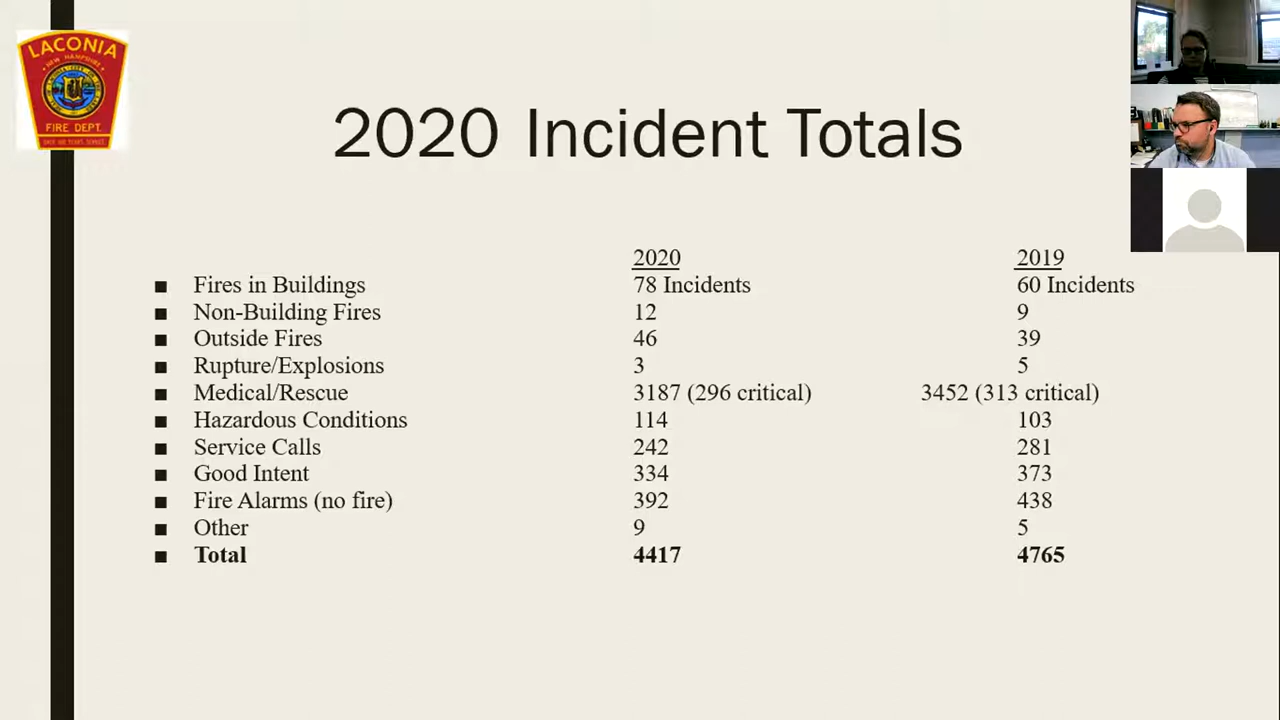 LACONIA
NEW HAMPSHIRE
FIRE DEPT.
2020 Incident Totals
2020 2019
■ Fires in Buildings 78 Incidents 60 Incidents
■ Non-Building Fires 12 9
■ Outside Fires 46 39
■ Rupture/Explosions 3 5
■ Medical/Rescue 3187 (296 critical) 3452 (313 critical)
■ Hazardous Conditions 114 103
■ Service Calls 242 281
■ Good Intent 334 373
■ Fire Alarms (no fire) 392 438
■ Other 9 5
■ Total 4417 4765